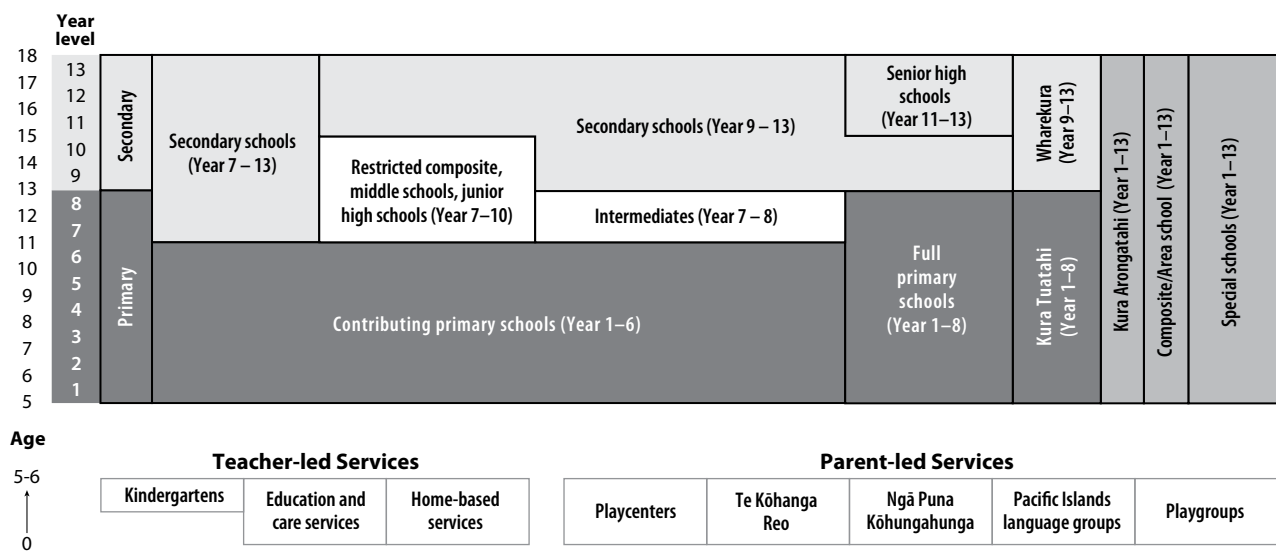 Year
level
18
17
16
15
14
13
12
11
10
9
8
7
6
5
13
12
11
10
9
8
7
6
5
4
3
2
1
Secondary
Primary
Secondary schools
(Year 7 – 13)
Restricted composite,
middle schools, junior
high schools (Year 7–10)
Secondary schools (Year 9 – 13)
Intermediates (Year 7 – 8)
Contributing primary schools (Year 1–6)
Senior high
schools
(Year 11–13)
Full
primary
schools
(Year 1–8)
Wharekura
(Year 9–13)
Kura Tuatahi
(Year 1–8)
Kura Arongatahi (Year 1–13)
Composite/Area school (Year 1–13)
Special schools (Year 1–13)
Age
5-6
0
Teacher-led Services
Kindergartens
Education and
care services
Home-based
services
Parent-led Services
Playcenters
Te Kōhanga
Reo
Ngā Puna
Kōhungahunga
Pacific Islands
language groups
Playgroups